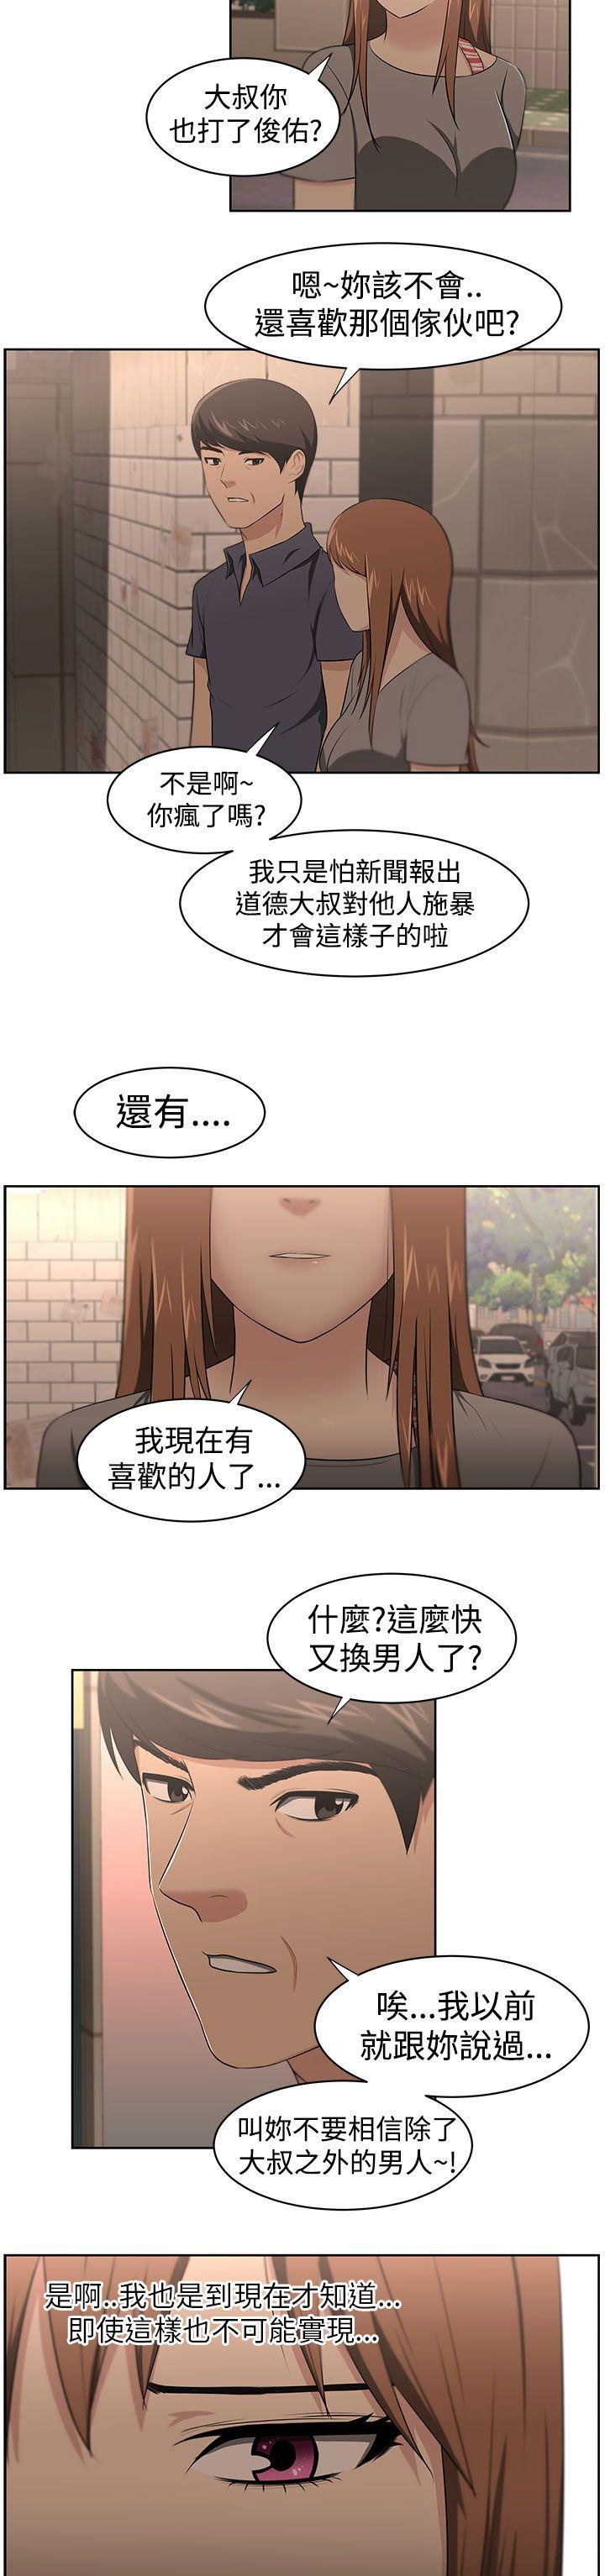 大叔你
也打了俊佑?
嗯~妳該不會..
還喜歡那個傢伙吧?
不是啊~
你瘋了嗎?
我只是怕新聞報出
道德大叔對他人施暴
才會這樣子的啦
還有....
我現在有
喜歡的人了...
什麼?這麼快
又換男人了?
唉...我以前
就跟妳說過...
叫妳不要相信除了
大叔之外的男人~!
是啊..我也是到現在才知道...
即使這樣也不可能實現...